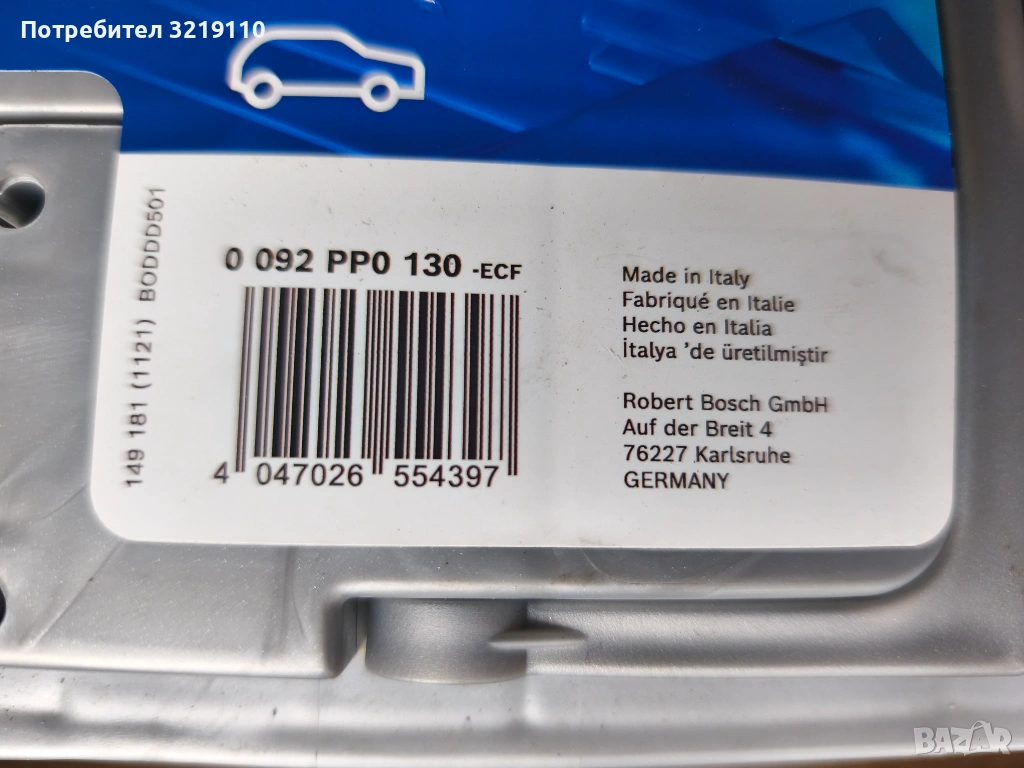 Потребител 3219110
149 181 (1121) BODDD501
0 092 PP0 130 -ECF
4 047026 554397
Made in Italy
Fabriqué en Italie
Hecho en Italia
İtalya 'de üretilmiştir
Robert Bosch GmbH
Auf der Breit 4
76227 Karlsruhe
GERMANY
BAZAR